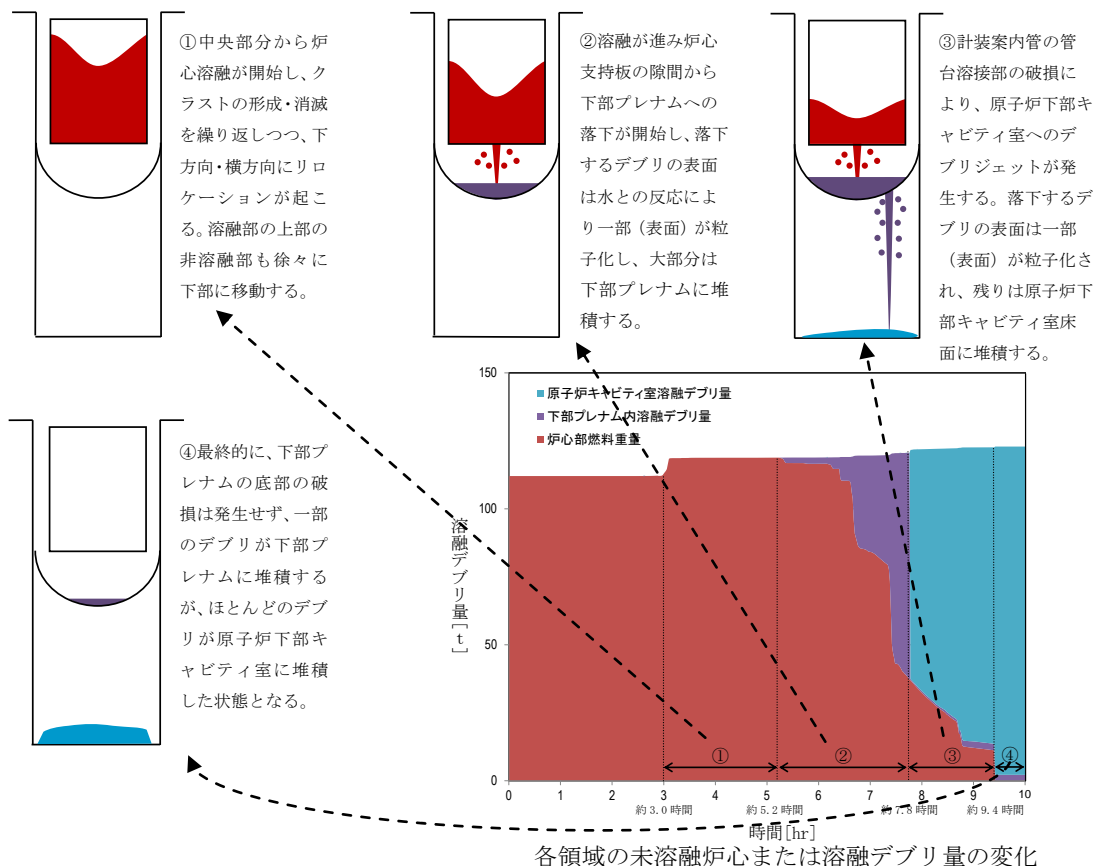 ①中央部分から炉
心溶融が開始し、ク
ラストの形成・消滅
を繰り返しつつ、下
方向・横方向にリロ
ケーションが起こ
る。溶融部の上部の
非溶融部も徐々に
下部に移動する。
②溶融が進み炉心
支持板の隙間から
下部プレナムへの
落下が開始し、落下
するデブリの表面
は水との反応によ
り一部（表面）が粒
子化し、大部分は
下部プレナムに堆
積する。
③計装案内管の管
台溶接部の破損に
より、原子炉下部キ
ャビティ室へのデ
ブリジェットが発
生する。落下するデ
ブリの表面は一部
（表面）が粒子化さ
れ、残りは原子炉下
部キャビティ室床
面に堆積する。
④最終的に、下部プ
レナムの底部の破
損は発生せず、一部
のデブリが下部プ
レナムに堆積する
が、ほとんどのデブ
リが原子炉下部キ
ャビティ室に堆積
した状態となる。
150
100
50
0
溶融デブリ量[t]
原子炉キャビティ室溶融デブリ量
下部プレナム内溶融デブリ量
炉心部燃料重量
① ② ③ ④
0 1 2 3 4 5 6 7 8 9 10
約3.0時間 約5.2時間 約7.8時間 約9.4時間
時間[hr]
各領域の未溶融炉心または溶融デブリ量の変化